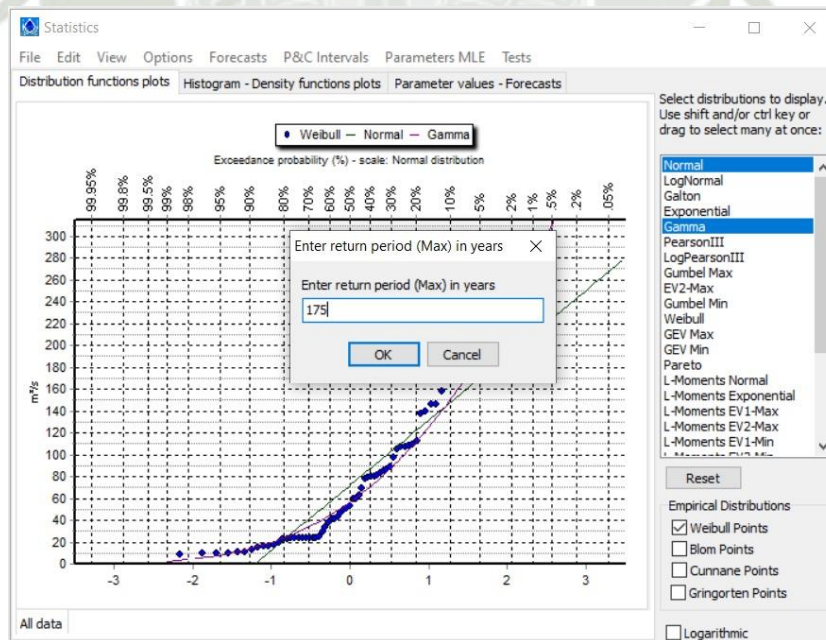 Statistics
File Edit View Options Forecasts P&C Intervals Parameters MLE Tests
Distribution functions plots Histogram - Density functions plots Parameter values - Forecasts
Weibull Normal Gamma
Exceedance probability (%) - scale: Normal distribution
99.95% 99.8% 99.5% 99% 98% 95% 90% 80% 70% 60% 50% 40% 30% 20% 10% 5% 2% 1% .5% .2% .05%
300
280
260
240
220
200
180
160
140
120
100
80
60
40
20
0
m³/s
-3 -2 -1 0 1 2 3
All data
Enter return period (Max) in years
Enter return period (Max) in years
175
OK Cancel
Select distributions to display.
Use shift and/or ctrl key or
drag to select many at once:
Normal
LogNormal
Galton
Exponential
Gamma
PearsonIII
LogPearsonIII
Gumbel Max
EV2-Max
Gumbel Min
Weibull
GEV Max
GEV Min
Pareto
L-Moments Normal
L-Moments Exponential
L-Moments EV1-Max
L-Moments EV2-Max
L-Moments EV1-Min
Reset
Empirical Distributions
Weibull Points
Blom Points
Cunnane Points
Gringorten Points
Logarithmic